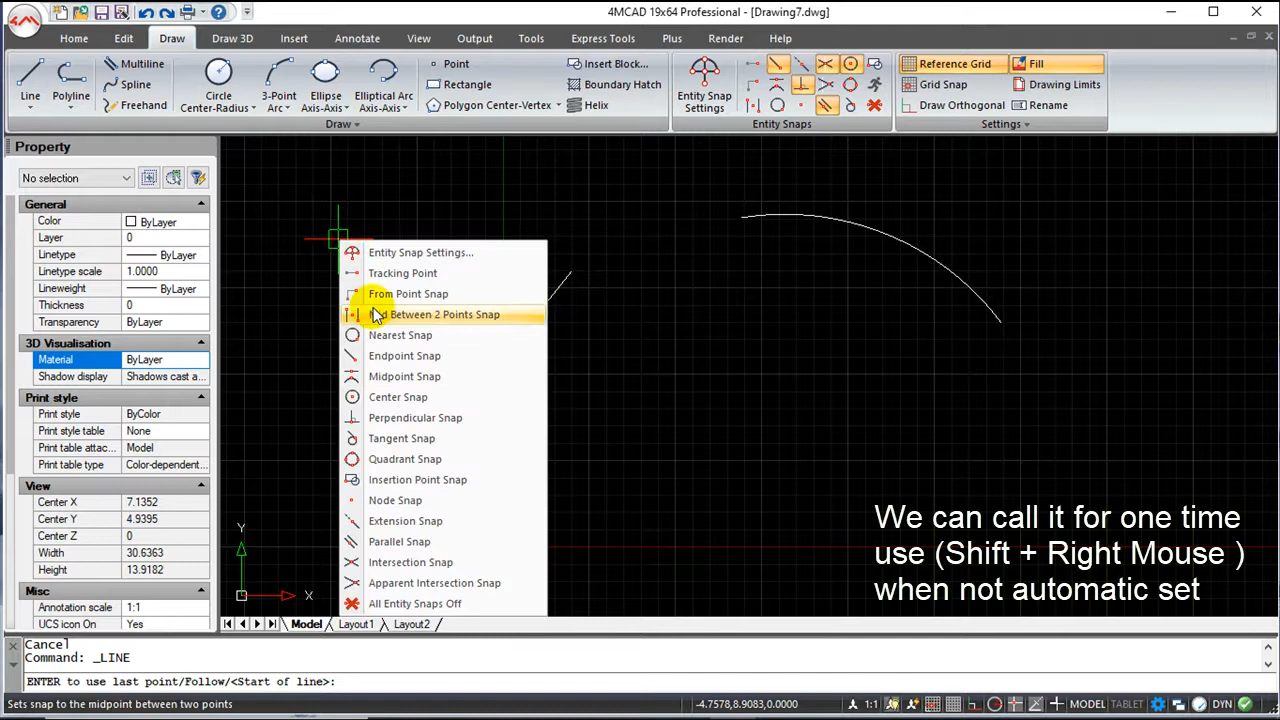 4MCAD 19x64 Professional - [Drawing7.dwg]
Home Edit Draw Draw 3D Insert Annotate View Output Tools Express Tools Plus Render Help
Line
Polyline
Multiline
Spline
Freehand
Circle
Center-Radius
3-Point
Arc
Ellipse
Axis-Axis
Elliptical Arc
Axis-Axis
Point
Rectangle
Polygon Center-Vertex
Insert Block...
Boundary Hatch
Helix
Draw
Entity Snap
Settings
Entity Snaps
Reference Grid
Fill
Grid Snap
Drawing Limits
Draw Orthogonal
Rename
Settings
Property
No selection
General
Color ByLayer
Layer 0
Linetype ByLayer
Linetype scale 1.0000
Lineweight ByLayer
Thickness 0
Transparency ByLayer
3D Visualisation
Material ByLayer
Shadow display Shadows cast a...
Print style
Print style ByColor
Print style table None
Print table attac... Model
Print table type Color-dependent...
View
Center X 7.1352
Center Y 4.9395
Center Z 0
Width 30.6363
Height 13.9182
Misc
Annotation scale 1:1
UCS icon On Yes
Entity Snap Settings...
Tracking Point
From Point Snap
Mid Between 2 Points Snap
Nearest Snap
Endpoint Snap
Midpoint Snap
Center Snap
Perpendicular Snap
Tangent Snap
Quadrant Snap
Insertion Point Snap
Node Snap
Extension Snap
Parallel Snap
Intersection Snap
Apparent Intersection Snap
All Entity Snaps Off
We can call it for one time
use (Shift + Right Mouse )
when not automatic set
Y
X
Model Layout1 Layout2
Cancel
Command: _LINE
ENTER to use last point/Follow/<Start of line>:
Sets snap to the midpoint between two points
-4.7578,8.9083,0.0000
1:1
MODEL
TABLET
DYN